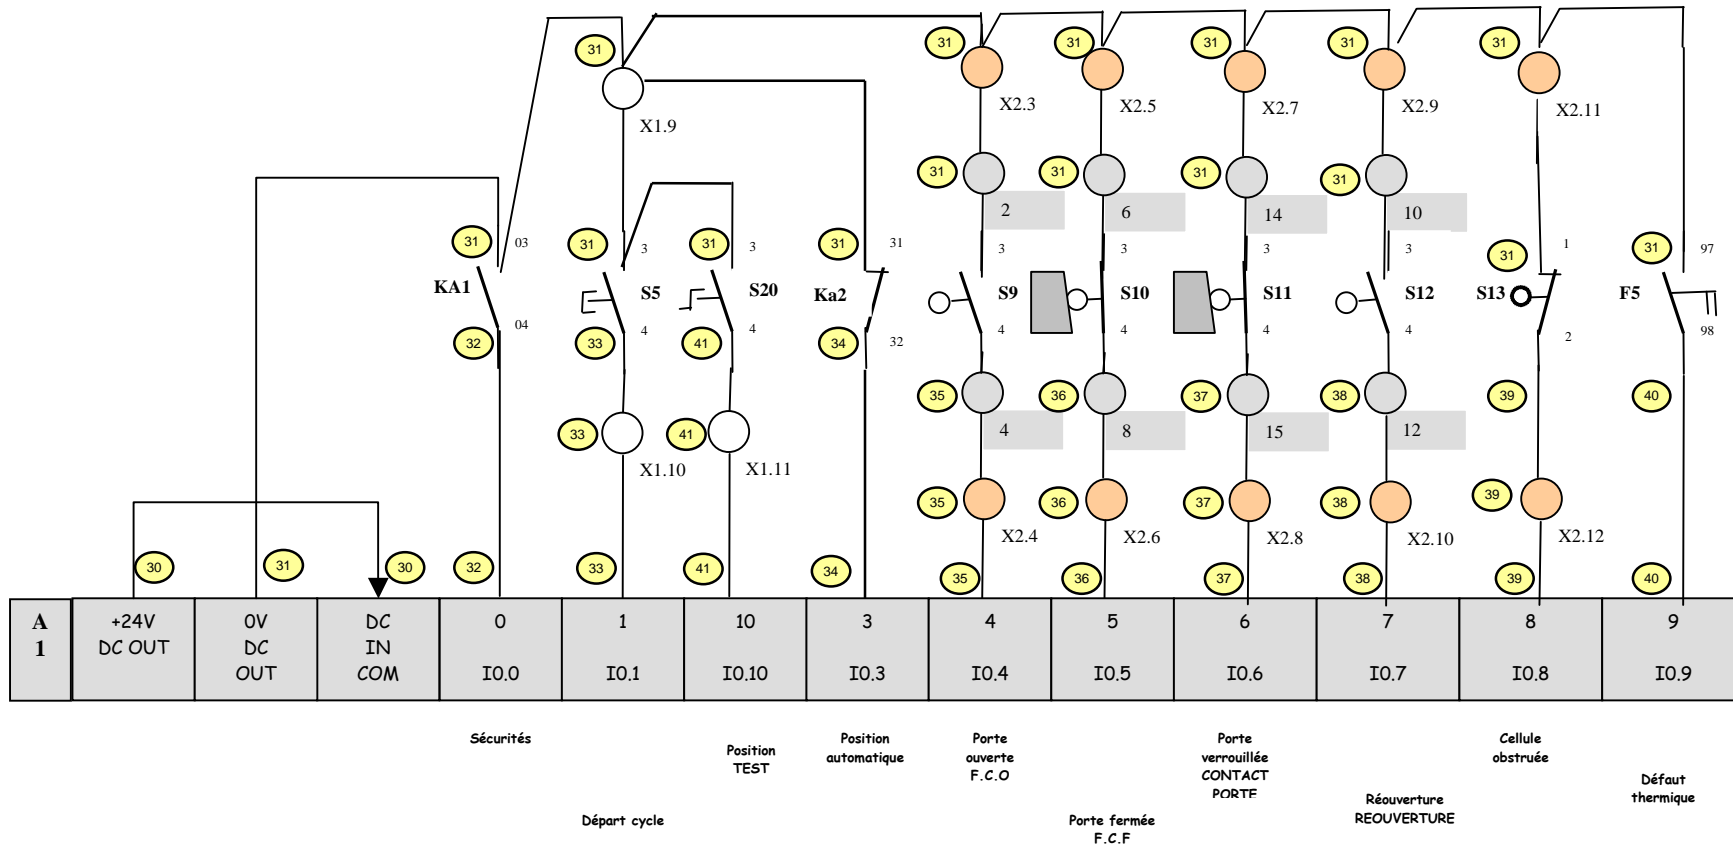 31 31 31 31 31 31
X1.9 X2.3 X2.5 X2.7 X2.9 X2.11
31 31 31 31
2 6 14 10
31 03 31 3 31 3 31 31 3 3 3 3 31 1 31 97
KA1 S5 S20 Ka2 S9 S10 S11 S12 S13 F5
32 04 33 4 41 4 34 32 4 4 4 4 2 98
35 36 37 38 39 40
33 41 4 8 15 12
X1.10 X1.11
35 36 37 38 39
X2.4 X2.6 X2.8 X2.10 X2.12
30 31 30 32 33 41 34 35 36 37 38 39 40
A +24V 0V DC 0 1 10 3 4 5 6 7 8 9
1 DC OUT DC IN
OUT COM I0.0 I0.1 I0.10 I0.3 I0.4 I0.5 I0.6 I0.7 I0.8 I0.9
Sécurités
Départ cycle
Position
TEST
Position
automatique
Porte
ouverte
F.C.O
Porte fermée
F.C.F
Porte
verrouillée
CONTACT
PORTE
Réouverture
REOUVERTURE
Cellule
obstruée
Défaut
thermique